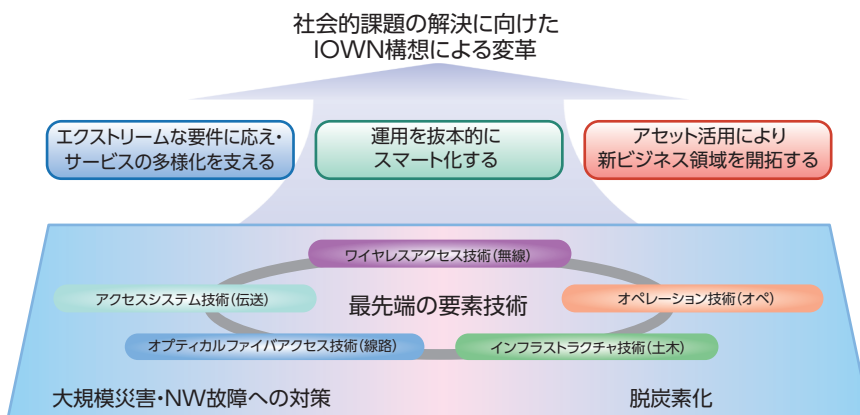 社会的課題の解決に向けた
IOWN構想による変革
エクストリームな要件に応え・
サービスの多様化を支える
運用を抜本的に
スマート化する
アセット活用により
新ビジネス領域を開拓する
ワイヤレスアクセス技術(無線)
アクセスシステム技術(伝送)
最先端の要素技術
オペレーション技術(オペ)
オプティカルファイバアクセス技術(線路)
インフラストラクチャ技術(土木)
大規模災害・NW故障への対策
脱炭素化